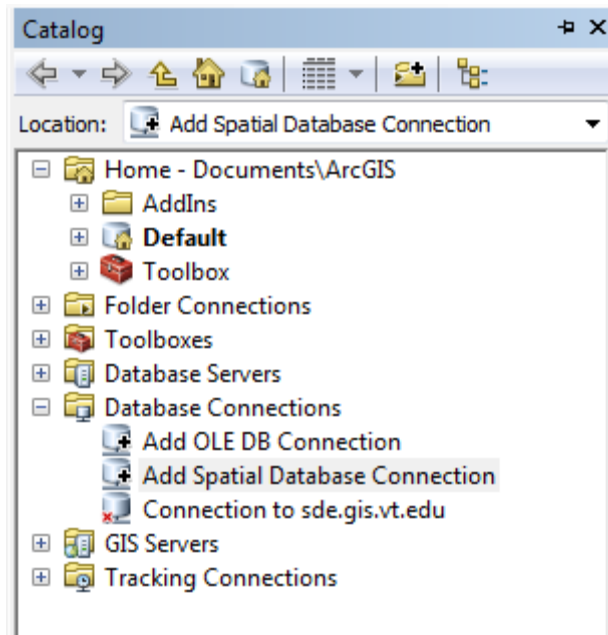 Catalog
Location: Add Spatial Database Connection
Home - Documents\ArcGIS
AddIns
Default
Toolbox
Folder Connections
Toolboxes
Database Servers
Database Connections
Add OLE DB Connection
Add Spatial Database Connection
Connection to sde.gis.vt.edu
GIS Servers
Tracking Connections